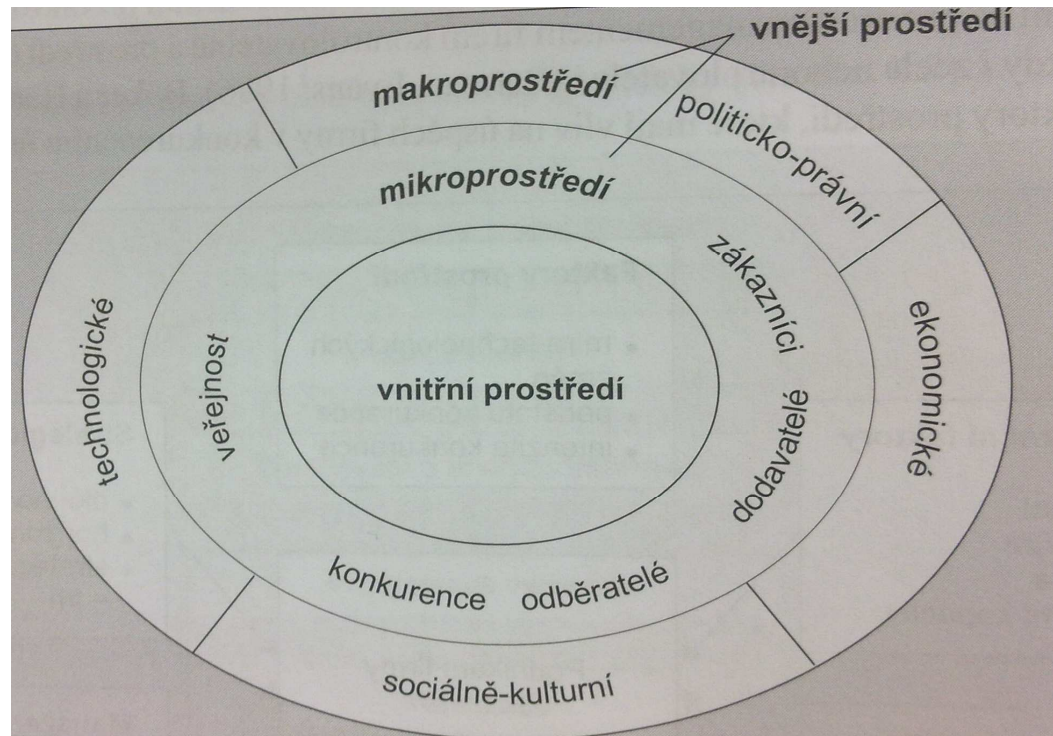 vnější prostředí
makroprostředí
politicko-právní
mikroprostředí
zákazníci
ekonomické
technologické
veřejnost
vnitřní prostředí
dodavatelé
konkurence odběratelé
sociálně-kulturní